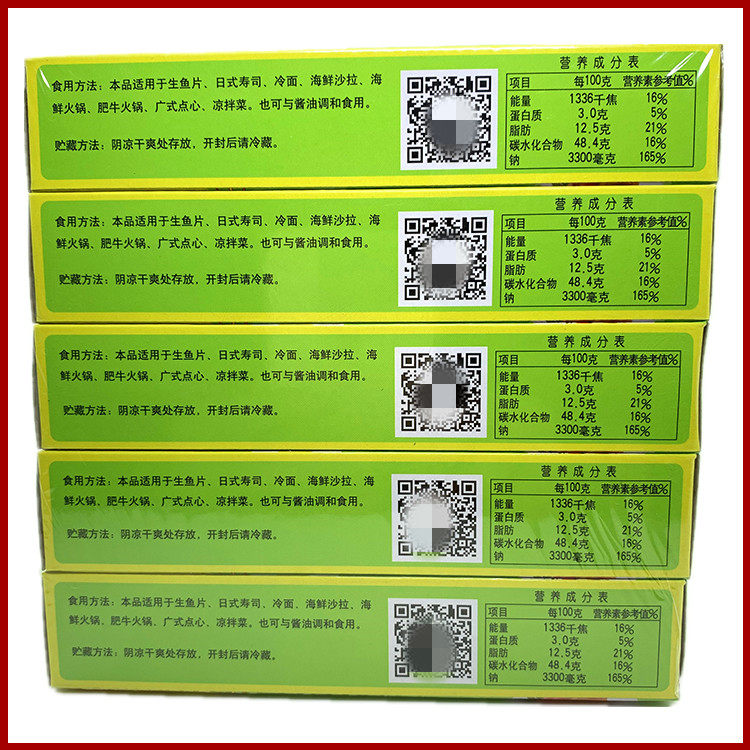 食用方法：本品适用于生鱼片、日式寿司、冷面、海鲜沙拉、海
鲜火锅、肥牛火锅、广式点心、凉拌菜。也可与酱油调和食用。
贮藏方法：阴凉干爽处存放，开封后请冷藏。
营养成分表
项目 每100克 营养素参考值%
能量 1336千焦 16%
蛋白质 3.0克 5%
脂肪 12.5克 21%
碳水化合物 48.4克 16%
钠 3300毫克 165%
食用方法：本品适用于生鱼片、日式寿司、冷面、海鲜沙拉、海
鲜火锅、肥牛火锅、广式点心、凉拌菜。也可与酱油调和食用。
贮藏方法：阴凉干爽处存放，开封后请冷藏。
营养成分表
项目 每100克 营养素参考值%
能量 1336千焦 16%
蛋白质 3.0克 5%
脂肪 12.5克 21%
碳水化合物 48.4克 16%
钠 3300毫克 165%
食用方法：本品适用于生鱼片、日式寿司、冷面、海鲜沙拉、海
鲜火锅、肥牛火锅、广式点心、凉拌菜。也可与酱油调和食用。
贮藏方法：阴凉干爽处存放，开封后请冷藏。
营养成分表
项目 每100克 营养素参考值%
能量 1336千焦 16%
蛋白质 3.0克 5%
脂肪 12.5克 21%
碳水化合物 48.4克 16%
钠 3300毫克 165%
食用方法：本品适用于生鱼片、日式寿司、冷面、海鲜沙拉、海
鲜火锅、肥牛火锅、广式点心、凉拌菜。也可与酱油调和食用。
贮藏方法：阴凉干爽处存放，开封后请冷藏。
营养成分表
项目 每100克 营养素参考值%
能量 1336千焦 16%
蛋白质 3.0克 5%
脂肪 12.5克 21%
碳水化合物 48.4克 16%
钠 3300毫克 165%
食用方法：本品适用于生鱼片、日式寿司、冷面、海鲜沙拉、海
鲜火锅、肥牛火锅、广式点心、凉拌菜。也可与酱油调和食用。
贮藏方法：阴凉干爽处存放，开封后请冷藏。
营养成分表
项目 每100克 营养素参考值%
能量 1336千焦 16%
蛋白质 3.0克 5%
脂肪 12.5克 21%
碳水化合物 48.4克 16%
钠 3300毫克 165%